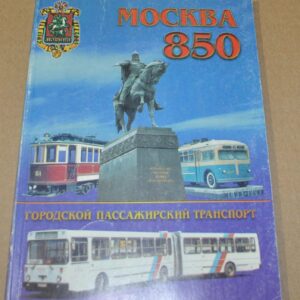 МОСКВА
850
ГОРОДСКОЙ ПАССАЖИРСКИЙ ТРАНСПОРТ